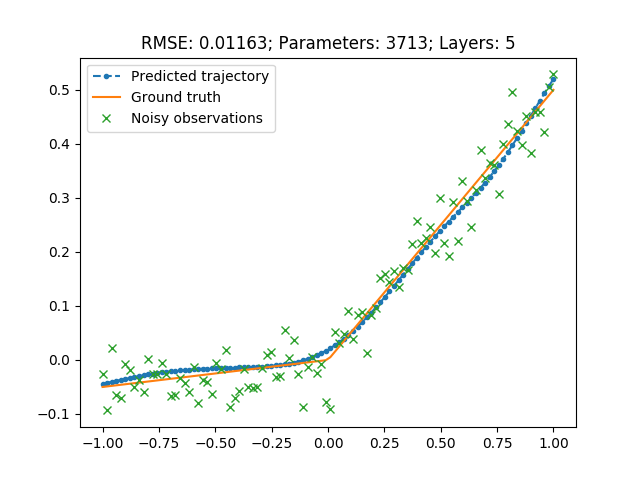 RMSE: 0.01163; Parameters: 3713; Layers: 5
Predicted trajectory
Ground truth
Noisy observations
0.5
0.4
0.3
0.2
0.1
0.0
−0.1
−1.00 −0.75 −0.50 −0.25 0.00 0.25 0.50 0.75 1.00